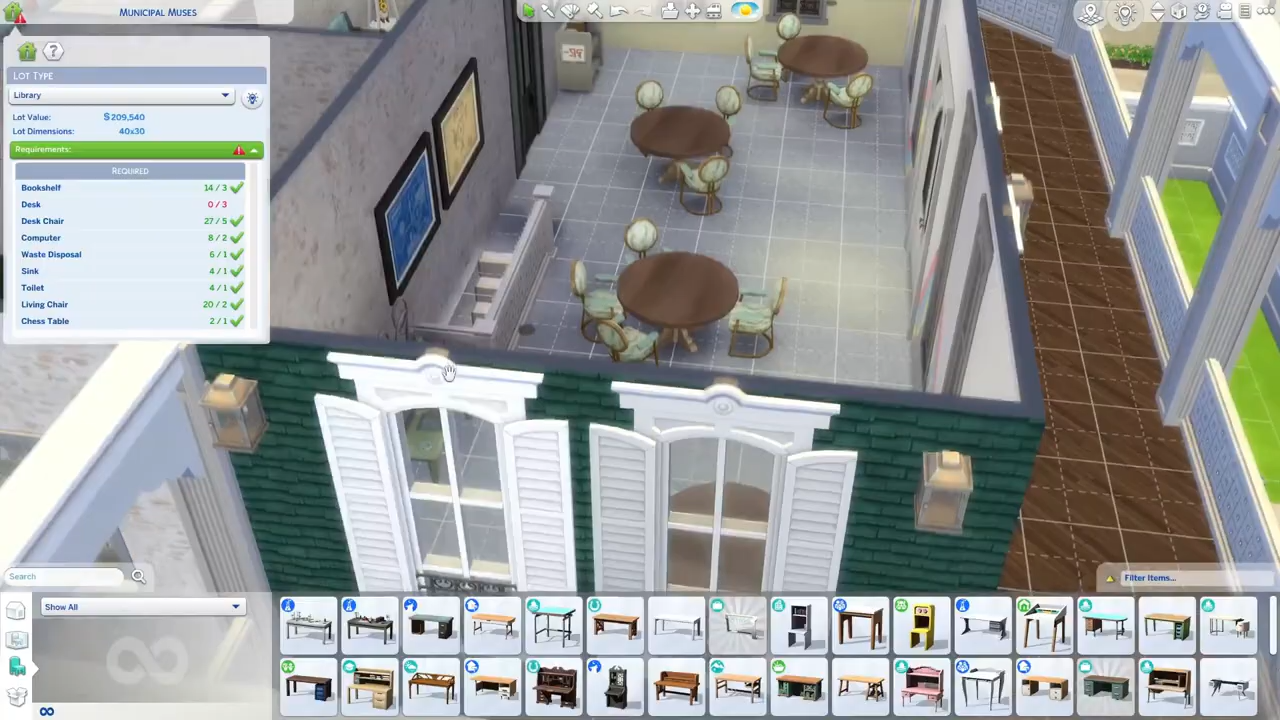 MUNICIPAL MUSES
LOT TYPE
Library
Lot Value: §209,540
Lot Dimensions: 40x30
Requirements:
REQUIRED
Bookshelf 14 / 3
Desk 0 / 3
Desk Chair 27 / 5
Computer 8 / 2
Waste Disposal 6 / 1
Sink 4 / 1
Toilet 4 / 1
Living Chair 20 / 2
Chess Table 2 / 1
Search
Filter Items...
Show All